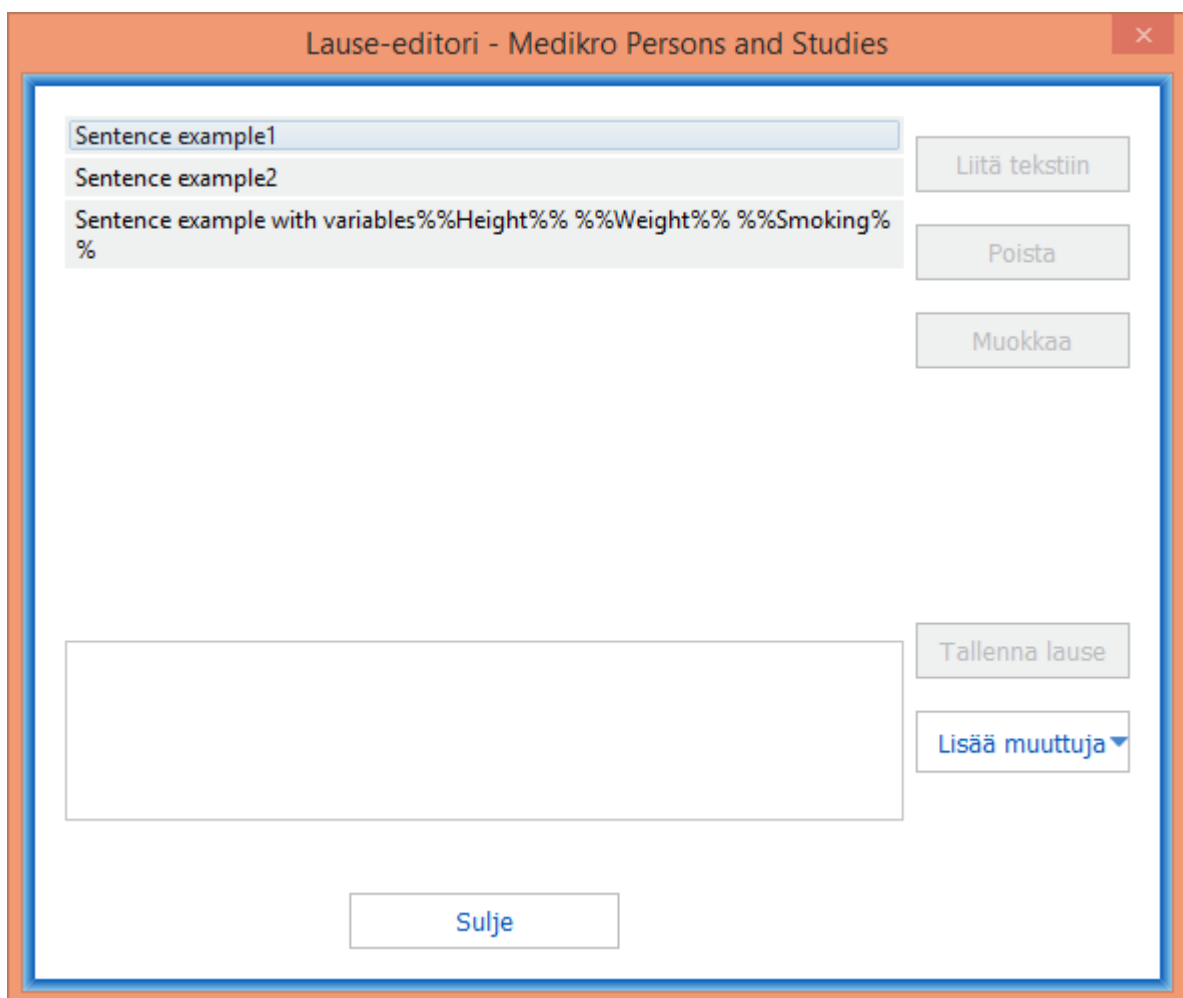 Lause-editori - Medikro Persons and Studies
Sentence example1
Sentence example2
Sentence example with variables%%Height%% %%Weight%% %%Smoking%
%
Liitä tekstiin
Poista
Muokkaa
Tallenna lause
Lisää muuttuja
Sulje